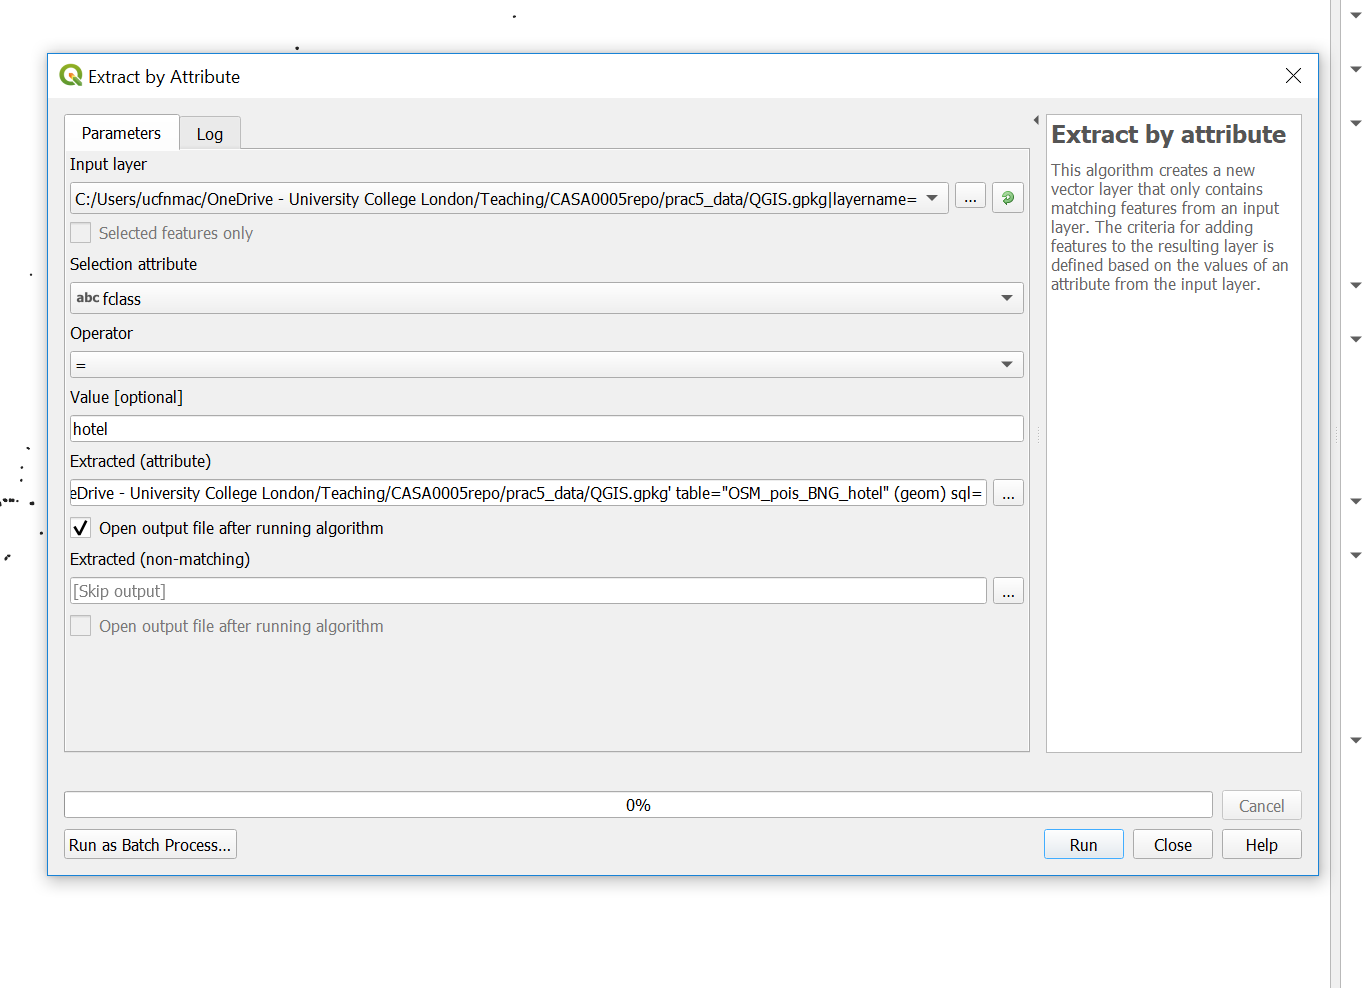 Extract by Attribute
Parameters
Log
Input layer
C:/Users/ucfnmac/OneDrive - University College London/Teaching/CASA0005repo/prac5_data/QGIS.gpkg|layername=
...
Selected features only
Selection attribute
abc fclass
Operator
=
Value [optional]
hotel
Extracted (attribute)
eDrive - University College London/Teaching/CASA0005repo/prac5_data/QGIS.gpkg' table="OSM_pois_BNG_hotel" (geom) sql=
...
Open output file after running algorithm
Extracted (non-matching)
[Skip output]
...
Open output file after running algorithm
Extract by attribute
This algorithm creates a new
vector layer that only contains
matching features from an input
layer. The criteria for adding
features to the resulting layer is
defined based on the values of an
attribute from the input layer.
0%
Cancel
Run as Batch Process...
Run
Close
Help